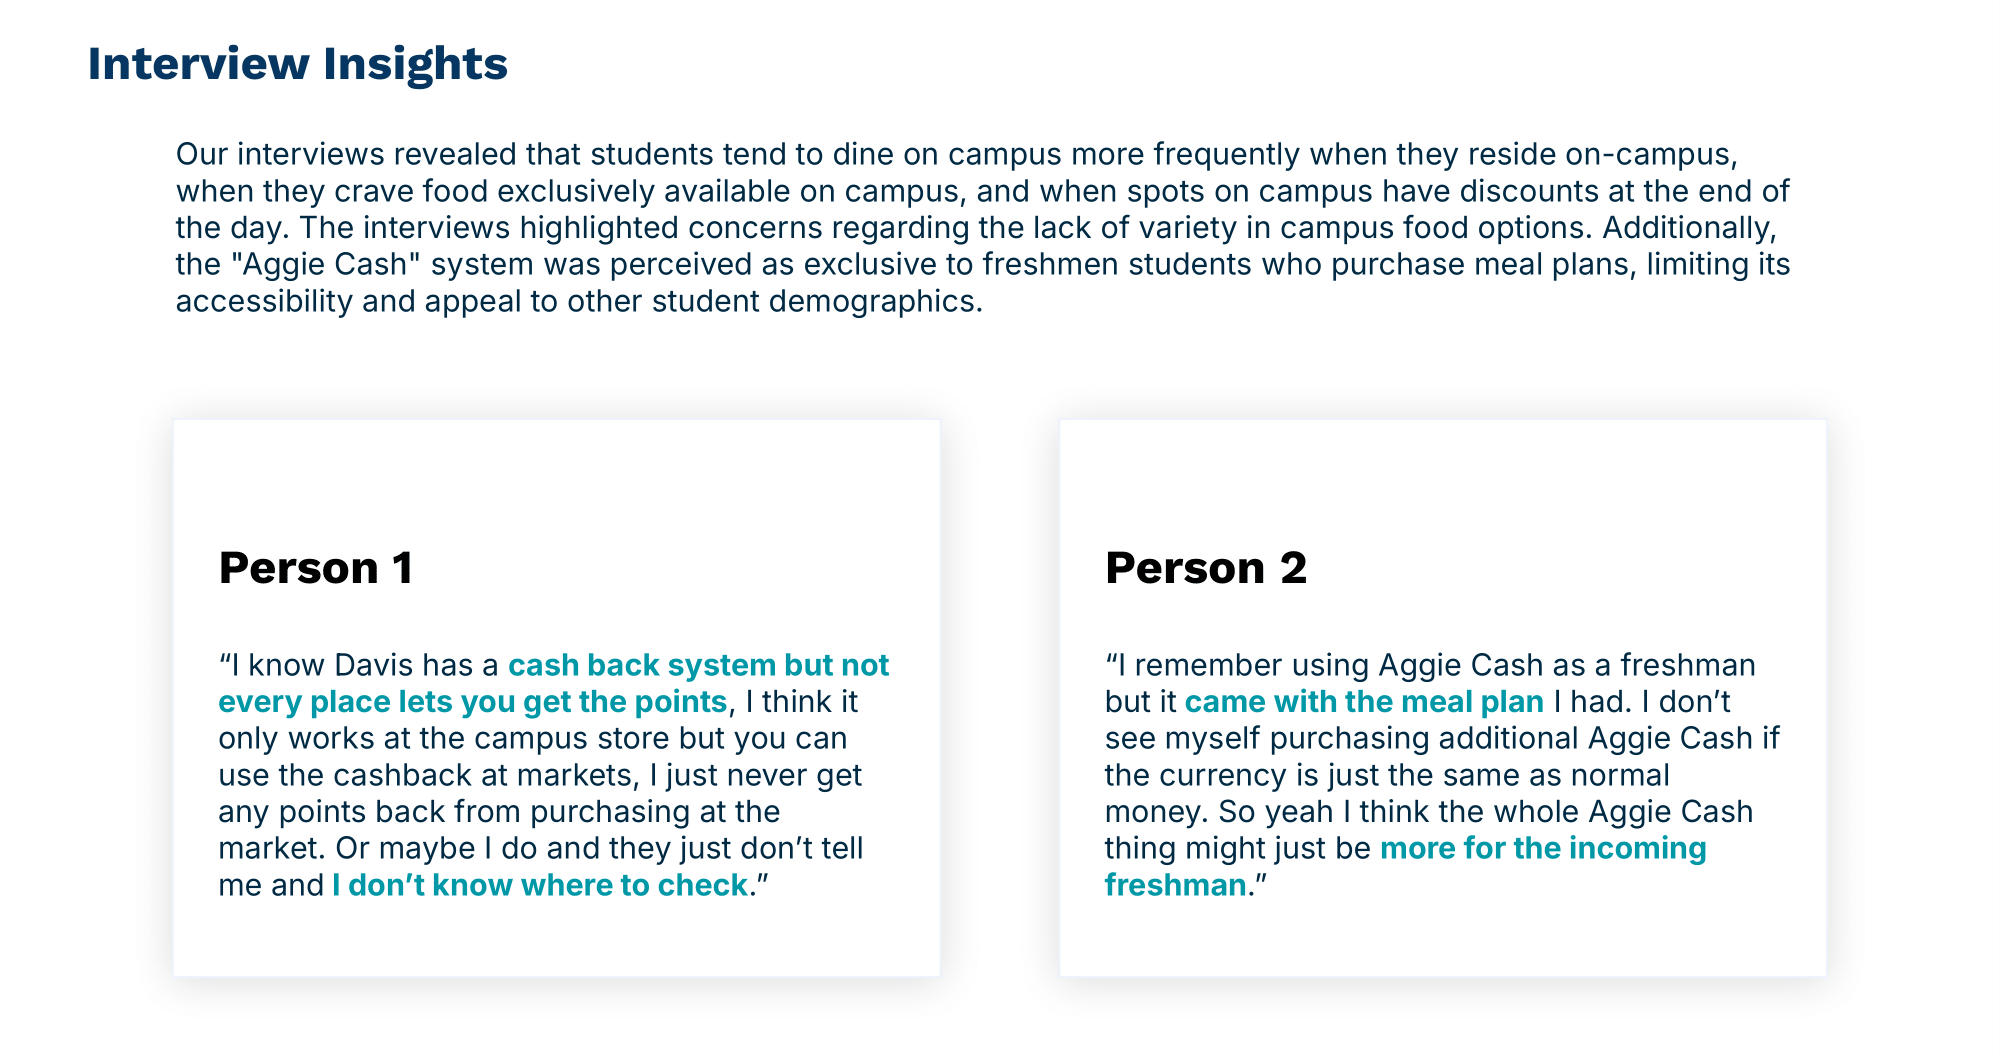 Interview Insights
Our interviews revealed that students tend to dine on campus more frequently when they reside on-campus,
when they crave food exclusively available on campus, and when spots on campus have discounts at the end of
the day. The interviews highlighted concerns regarding the lack of variety in campus food options. Additionally,
the "Aggie Cash" system was perceived as exclusive to freshmen students who purchase meal plans, limiting its
accessibility and appeal to other student demographics.
Person 1
“I know Davis has a cash back system but not
every place lets you get the points, I think it
only works at the campus store but you can
use the cashback at markets, I just never get
any points back from purchasing at the
market. Or maybe I do and they just don’t tell
me and I don’t know where to check.”
Person 2
“I remember using Aggie Cash as a freshman
but it came with the meal plan I had. I don’t
see myself purchasing additional Aggie Cash if
the currency is just the same as normal
money. So yeah I think the whole Aggie Cash
thing might just be more for the incoming
freshman.”